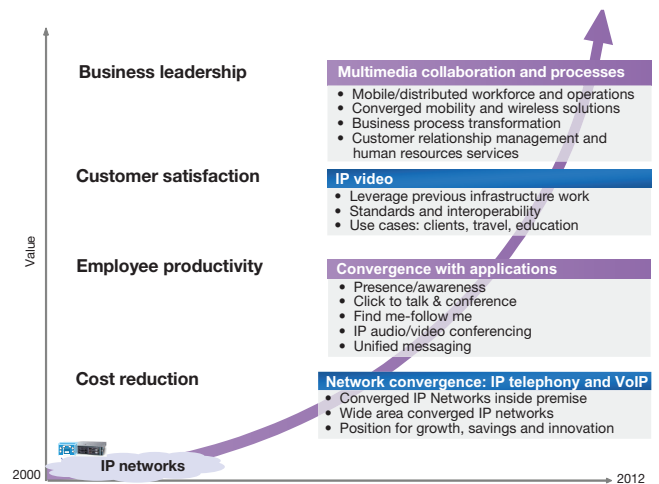 Business leadership
Multimedia collaboration and processes
• Mobile/distributed workforce and operations
• Converged mobility and wireless solutions
• Business process transformation
• Customer relationship management and
human resources services
Customer satisfaction
IP video
• Leverage previous infrastructure work
• Standards and interoperability
• Use cases: clients, travel, education
Value
Employee productivity
Convergence with applications
• Presence/awareness
• Click to talk & conference
• Find me-follow me
• IP audio/video conferencing
• Unified messaging
Cost reduction
Network convergence: IP telephony and VoIP
• Converged IP Networks inside premise
• Wide area converged IP networks
• Position for growth, savings and innovation
IP networks
2000
2012